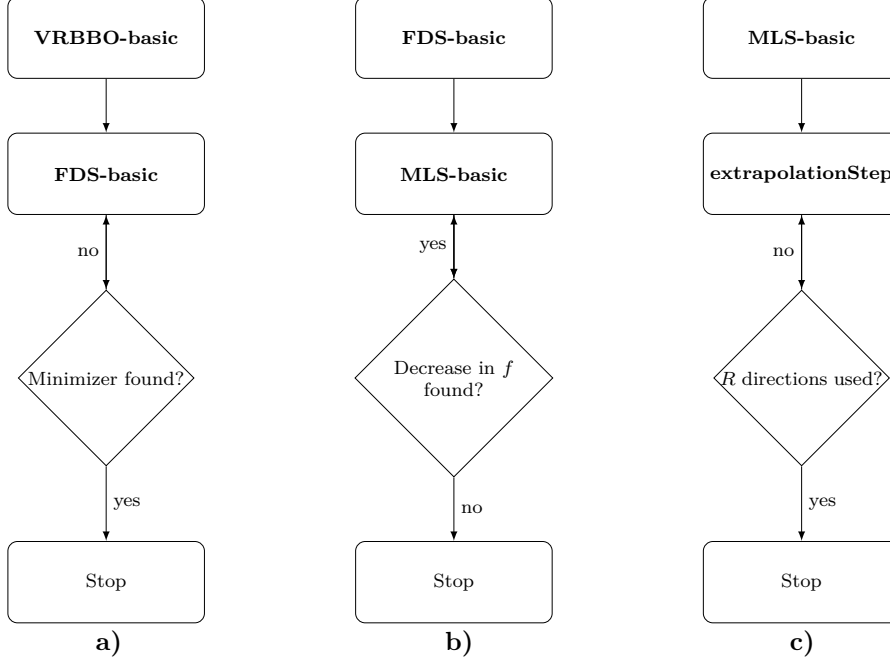 VRBBO-basic
FDS-basic
no
Minimizer found?
yes
Stop
a)
FDS-basic
MLS-basic
yes
Decrease in f
found?
no
Stop
b)
MLS-basic
extrapolationStep
no
R directions used?
yes
Stop
c)